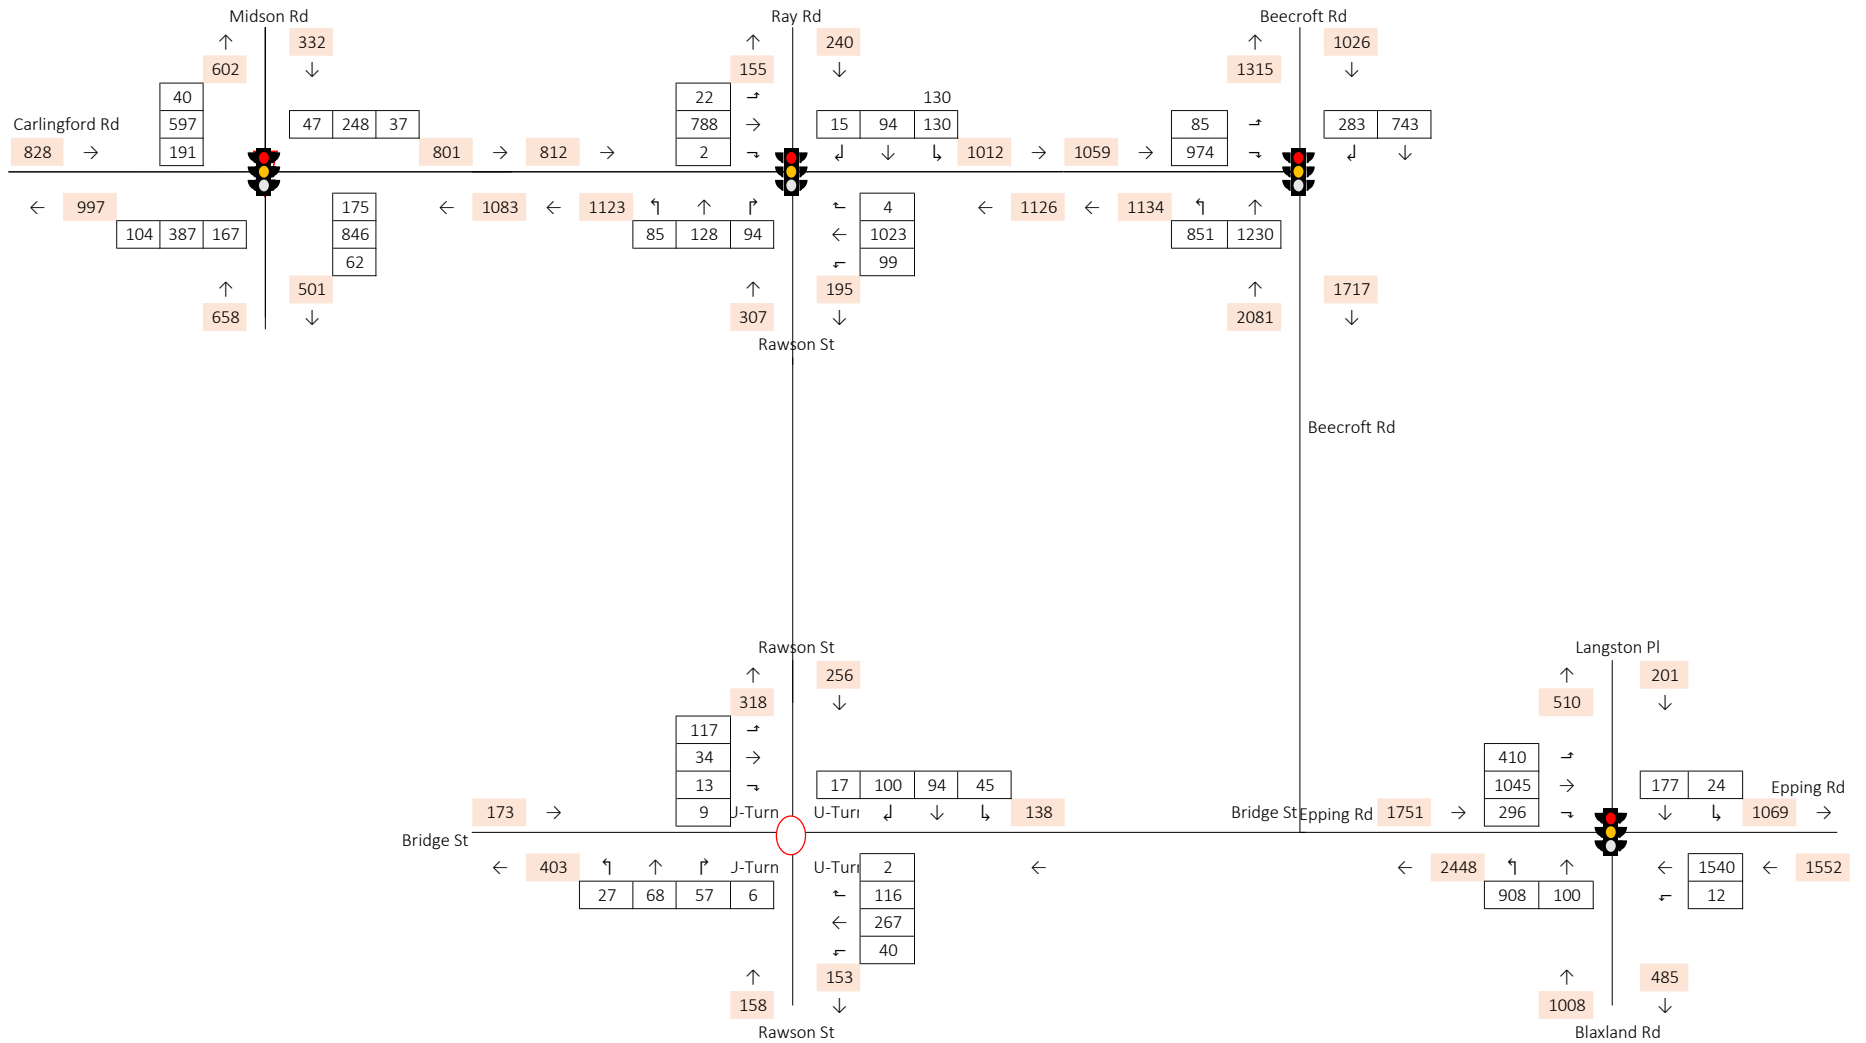 Midson Rd
Ray Rd
Beecroft Rd
↑ 332
↑ 240
↑ 1026
602 ↓
155 ↓
1315 ↓
40
22
130
Carlingford Rd
597
47 248 37
788 →
15 94 130
85
283 743
828 →
191
801 → 812 →
2
1012 → 1059 →
974
← 997
175
← 1083 ← 1123
4
← 1126 ← 1134
104 387 167
846
85 128 94
← 1023
851 1230
62
99
↑ 501
↑ 195
↑ 1717
658 ↓
307 ↓
2081 ↓
Rawson St
Beecroft Rd
Rawson St
Langston Pl
↑ 256
↑ 201
318 ↓
510 ↓
117
34 →
410
13
17 100 94 45
1045 →
177 24
Epping Rd
173 →
9 U-Turn U-Turn
138
Bridge St Epping Rd 1751 →
296
1069 →
Bridge St
← 403
U-Turn U-Turn 2
←
← 2448
← 1540 ← 1552
27 68 57 6
116
908 100
12
← 267
40
↑ 153
↑ 485
158 ↓
1008 ↓
Rawson St
Blaxland Rd